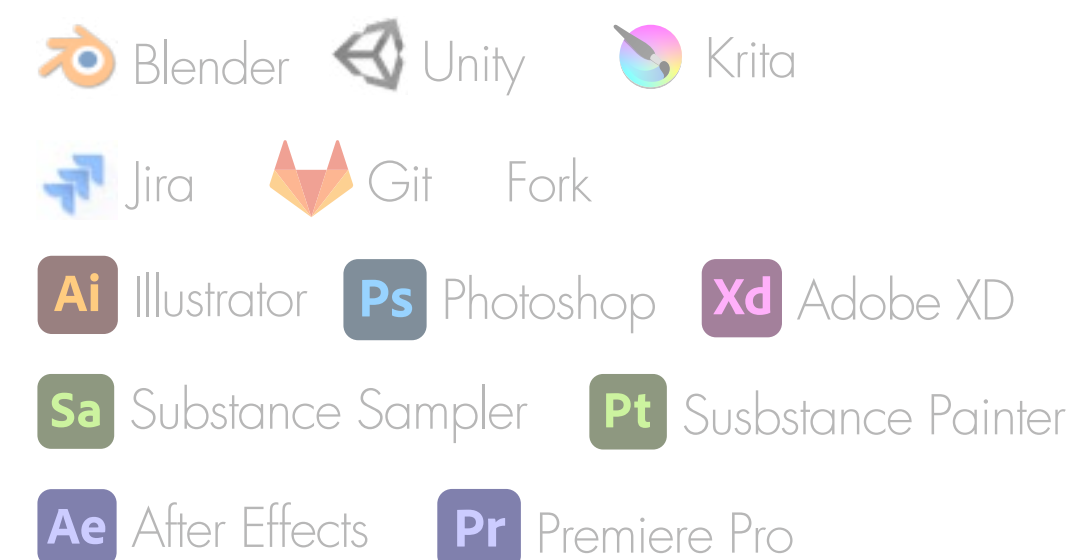 Blender Unity Krita
Jira Git Fork
Ai Illustrator Ps Photoshop Xd Adobe XD
Sa Substance Sampler Pt Susbstance Painter
Ae After Effects Pr Premiere Pro